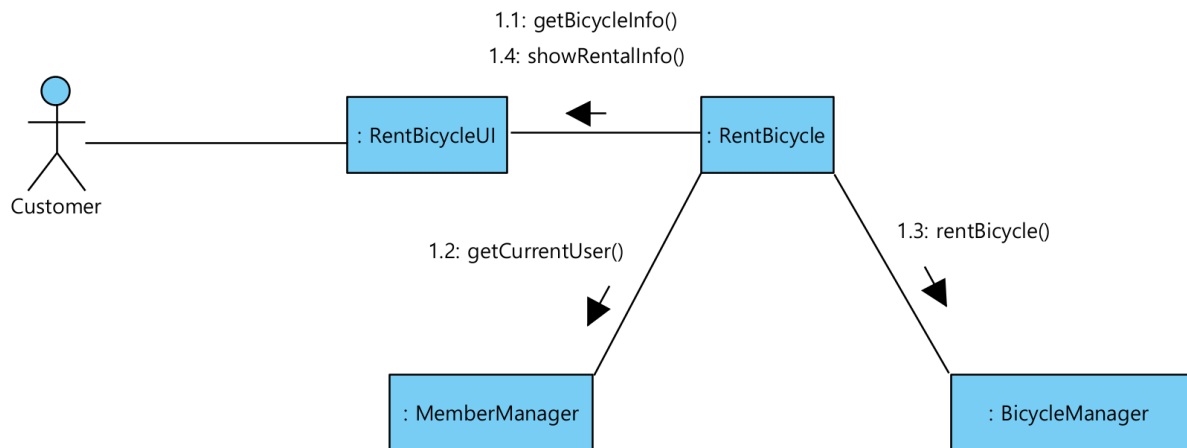 1.1: getBicycleInfo()
1.4: showRentalInfo()
: RentBicycleUI
: RentBicycle
Customer
1.2: getCurrentUser()
1.3: rentBicycle()
: MemberManager
: BicycleManager